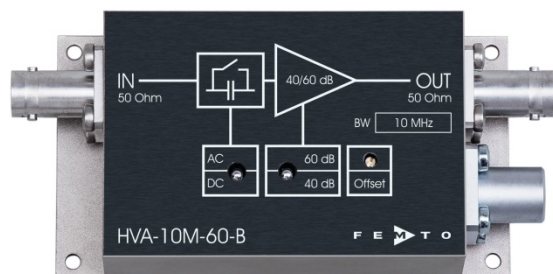 IN
50 Ohm
40/60 dB
OUT
50 Ohm
BW 10 MHz
AC
DC
60 dB
40 dB
Offset
HVA-10M-60-B
FEMTO